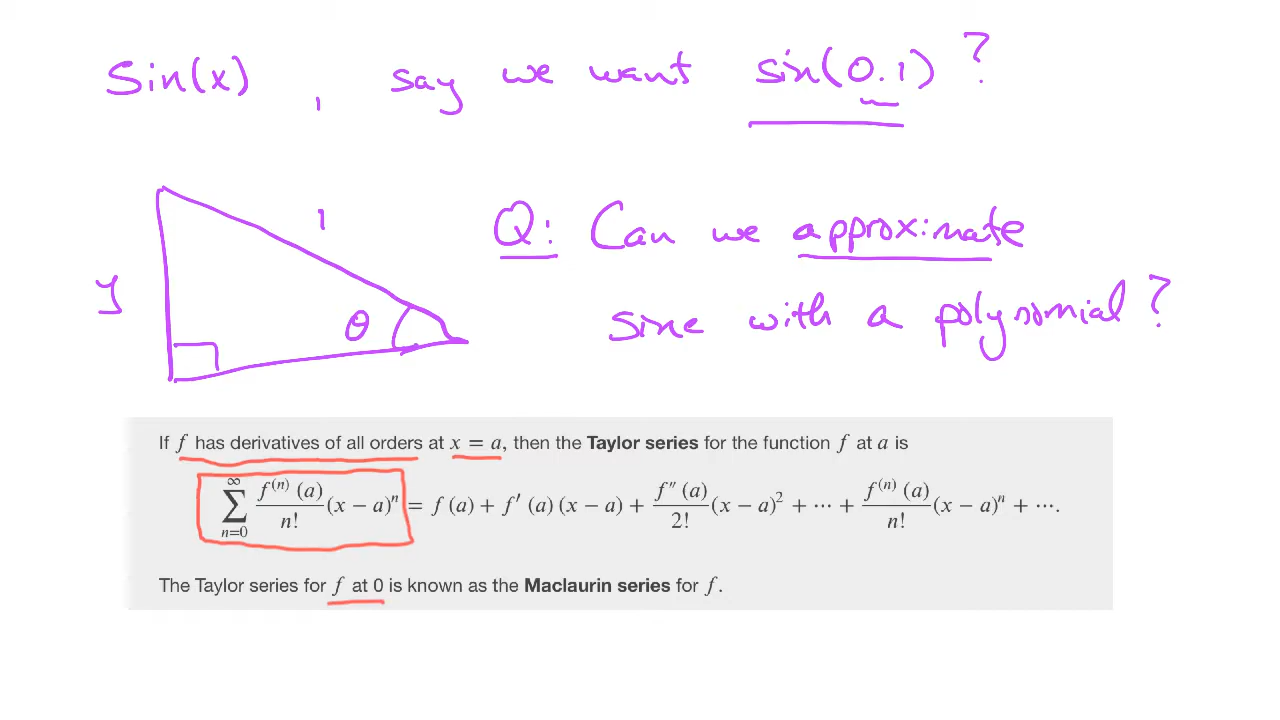 Sin(x) , say we want sin(0.1) ?
1
Q: Can we approximate
y
θ
sine with a polynomial ?
If f has derivatives of all orders at x = a, then the Taylor series for the function f at a is
∞
∑ f⁽ⁿ⁾ (a) / n! (x − a)ⁿ = f (a) + f′ (a) (x − a) + f″ (a) / 2! (x − a)² + ⋯ + f⁽ⁿ⁾ (a) / n! (x − a)ⁿ + ⋯.
n=0
The Taylor series for f at 0 is known as the Maclaurin series for f.